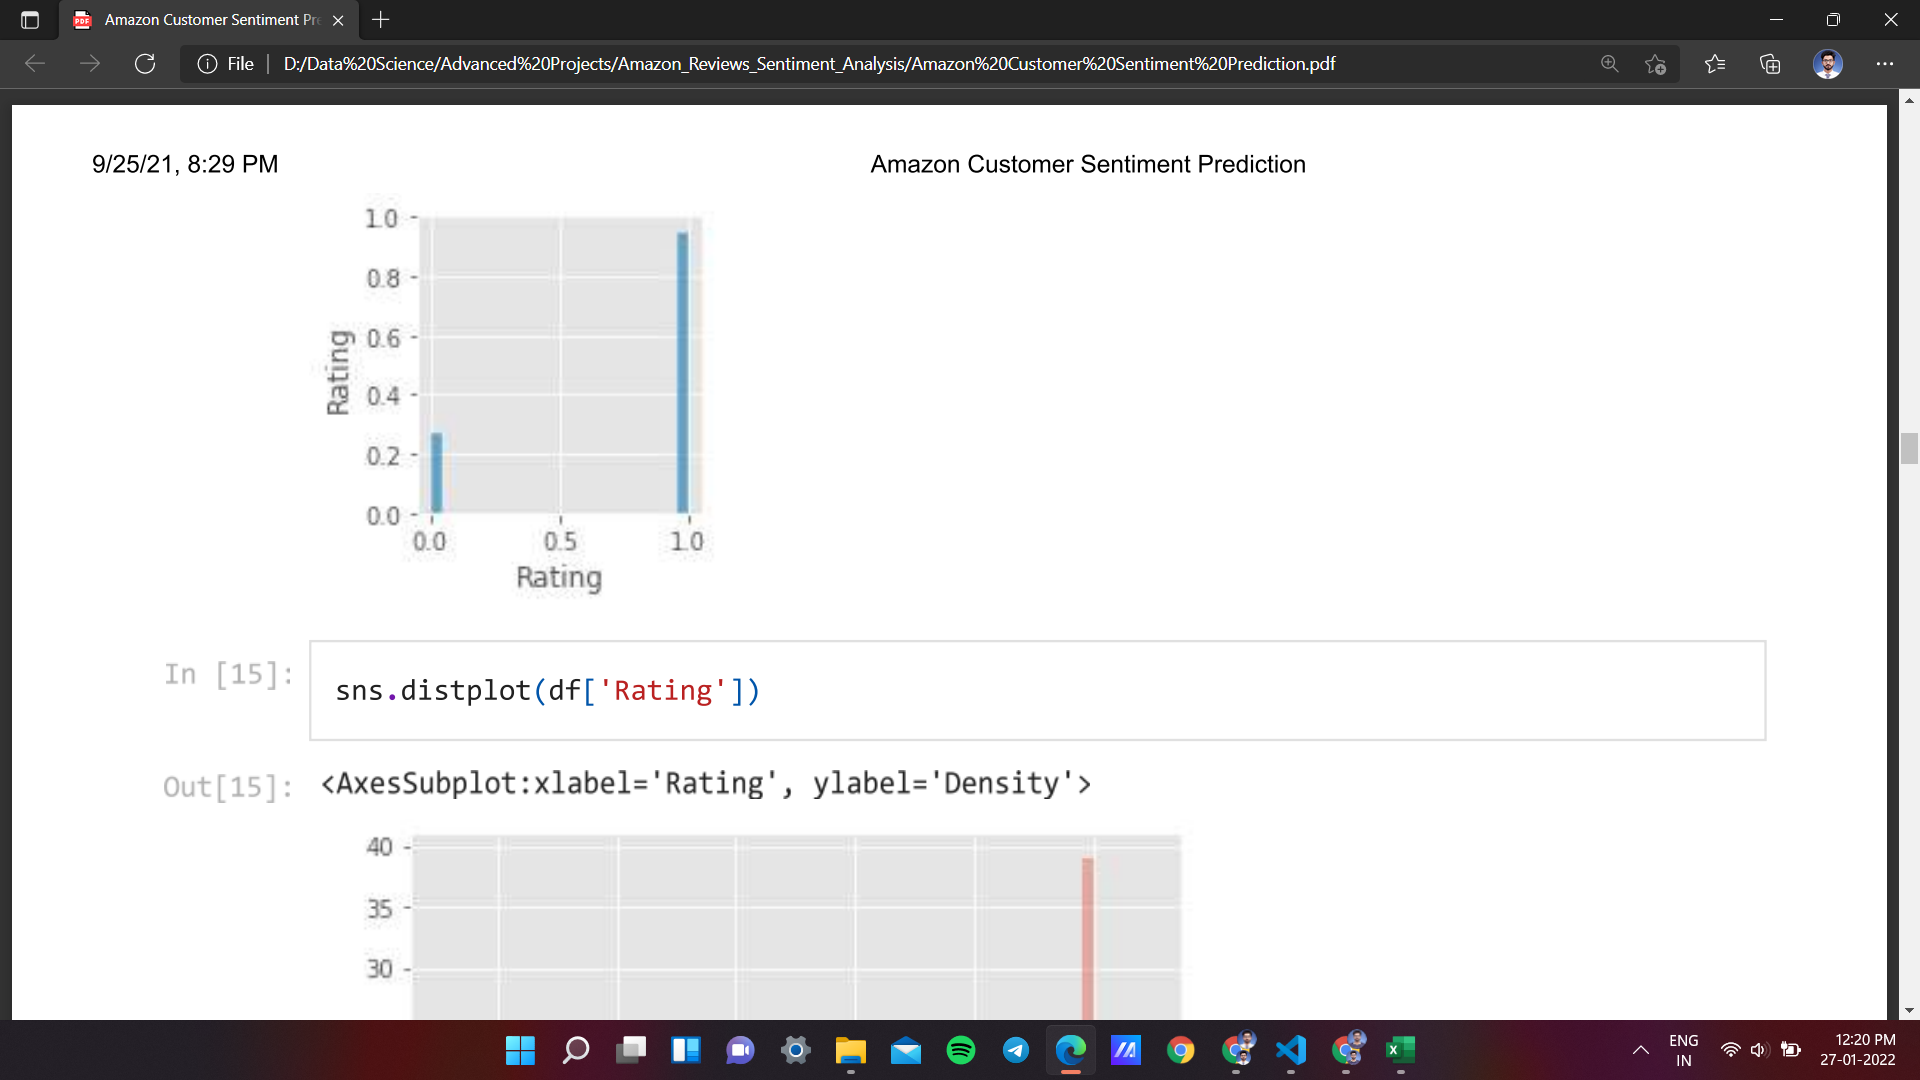 Amazon Customer Sentiment Pre
File
D:/Data%20Science/Advanced%20Projects/Amazon_Reviews_Sentiment_Analysis/Amazon%20Customer%20Sentiment%20Prediction.pdf
9/25/21, 8:29 PM
Amazon Customer Sentiment Prediction
1.0
0.8
0.6
0.4
0.2
0.0
Rating
0.0 0.5 1.0
Rating
In [15]:
sns.distplot(df['Rating'])
Out[15]:
<AxesSubplot:xlabel='Rating', ylabel='Density'>
40
35
30
ENG
IN
12:20 PM
27-01-2022